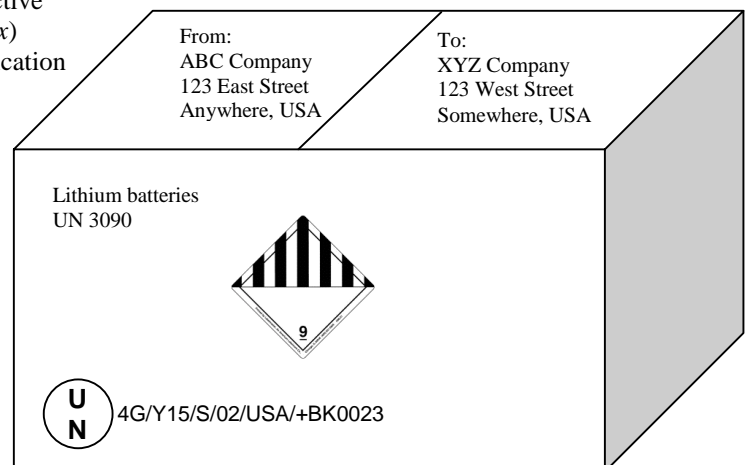 x)
From:
ABC Company
123 East Street
Anywhere, USA
To:
XYZ Company
123 West Street
Somewhere, USA
Lithium batteries
UN 3090
9
U
N
4G/Y15/S/02/USA/+BK0023